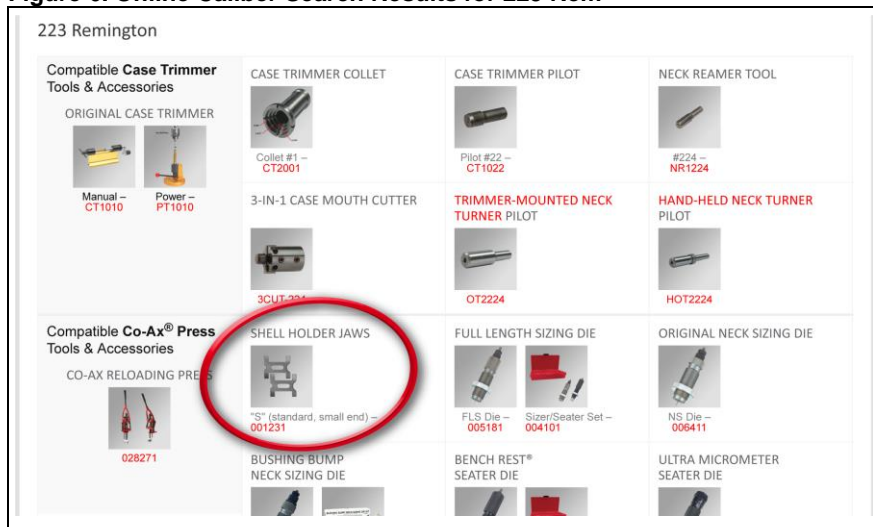 223 Remington
Compatible Case Trimmer
Tools & Accessories
ORIGINAL CASE TRIMMER
Manual –
CT1010
Power –
PT1010
CASE TRIMMER COLLET
Collet #1 –
CT2001
CASE TRIMMER PILOT
Pilot #22 –
CT1022
NECK REAMER TOOL
#224 –
NR1224
3-IN-1 CASE MOUTH CUTTER
TRIMMER-MOUNTED NECK
TURNER PILOT
OT2224
HAND-HELD NECK TURNER
PILOT
HOT2224
Compatible Co-Ax® Press
Tools & Accessories
CO-AX RELOADING PRESS
028271
SHELL HOLDER JAWS
"S" (standard, small end) –
001231
FULL LENGTH SIZING DIE
FLS Die –
005181
Sizer/Seater Set –
004101
ORIGINAL NECK SIZING DIE
NS Die –
006411
BUSHING BUMP
NECK SIZING DIE
BENCH REST®
SEATER DIE
ULTRA MICROMETER
SEATER DIE